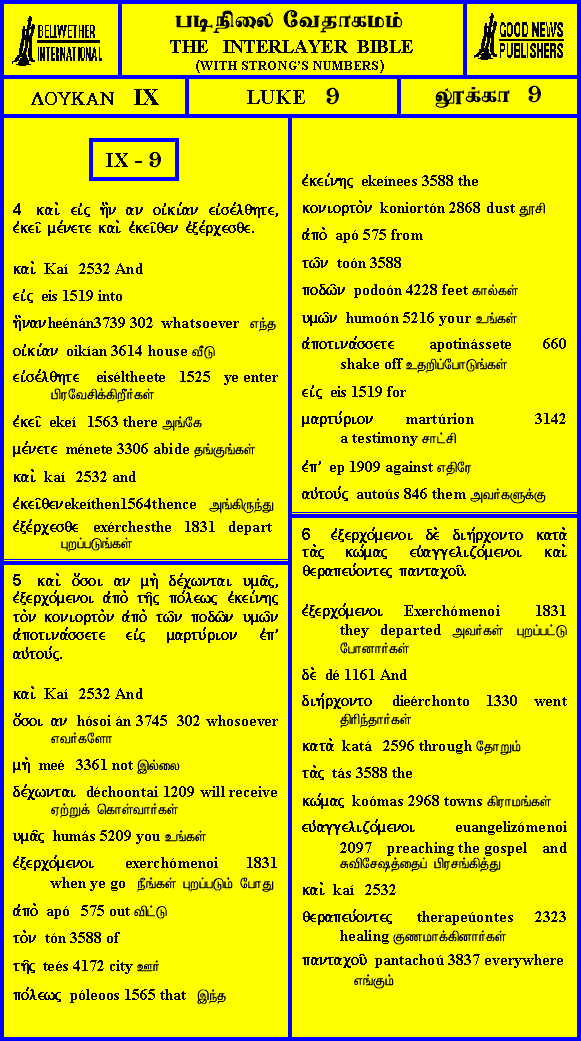 BELLWETHER
INTERNATIONAL
படிநிலை வேதாகமம்
THE INTERLAYER BIBLE
(WITH STRONG'S NUMBERS)
GOOD NEWS
PUBLISHERS
ΛΟΥΚΑΝ IX
LUKE 9
லூக்கா 9
IX - 9
4 καὶ εἰς ἣν αν οἰκίαν εἰσέλθητε,
ἐκεῖ μένετε καὶ ἐκεῖθεν ἐξέρχεσθε.
καὶ Kaí 2532 And
εἰς eis 1519 into
ἣναν heénán3739 302 whatsoever எந்த
οἰκίαν oikían 3614 house வீடு
εἰσέλθητε eiséltheete 1525 ye enter
பிரவேசிக்கிறீர்கள்
ἐκεῖ ekeí 1563 there அங்கே
μένετε ménete 3306 abide தங்குங்கள்
καὶ kaí 2532 and
ἐκεῖθεν ekeíthen1564thence அங்கிருந்து
ἐξέρχεσθε exérchesthe 1831 depart
புறப்படுங்கள்
5 καὶ ὅσοι αν μὴ δέχωνται υμᾶς,
ἐξερχόμενοι ἀπὸ τῆς πόλεως ἐκείνης
τὸν κονιορτὸν ἀπὸ τῶν ποδῶν υμῶν
ἀποτινάσσετε εἰς μαρτύριον ἐπ'
αὐτούς.
καὶ Kaí 2532 And
ὅσοι αν hósoi án 3745 302 whosoever
எவர்களோ
μὴ meé 3361 not இல்லை
δέχωνται déchoontai 1209 will receive
ஏற்றுக் கொள்வார்கள்
υμᾶς humás 5209 you உங்கள்
ἐξερχόμενοι exerchómenoi 1831
when ye go நீங்கள் புறப்படும் போது
ἀπὸ apó 575 out விட்டு
τὸν tón 3588 of
τῆς teés 4172 city ஊர்
πόλεως póleoos 1565 that இந்த
ἐκείνης ekeínees 3588 the
κονιορτὸν koniortón 2868 dust தூசி
ἀπὸ apó 575 from
τῶν toón 3588
ποδῶν podoón 4228 feet கால்கள்
υμῶν humoón 5216 your உங்கள்
ἀποτινάσσετε apotinássete 660
shake off உதறிப்போடுங்கள்
εἰς eis 1519 for
μαρτύριον martúrion 3142
a testimony சாட்சி
ἐπ' ep 1909 against எதிரே
αὐτούς autoús 846 them அவர்களுக்கு
6 ἐξερχόμενοι δὲ διήρχοντο κατὰ
τὰς κώμας εὐαγγελιζόμενοι καὶ
θεραπεύοντες πανταχοῦ.
ἐξερχόμενοι Exerchómenoi 1831
they departed அவர்கள் புறப்பட்டு
போனார்கள்
δὲ dé 1161 And
διήρχοντο dieérchonto 1330 went
திரிந்தார்கள்
κατὰ katá 2596 through தோறும்
τὰς tás 3588 the
κώμας koómas 2968 towns கிராமங்கள்
εὐαγγελιζόμενοι euangelizómenoi
2097 preaching the gospel and
சுவிசேஷத்தைப் பிரசங்கித்து
καὶ kaí 2532
θεραπεύοντες therapeúontes 2323
healing குணமாக்கினார்கள்
πανταχοῦ pantachoú 3837 everywhere
எங்கும்